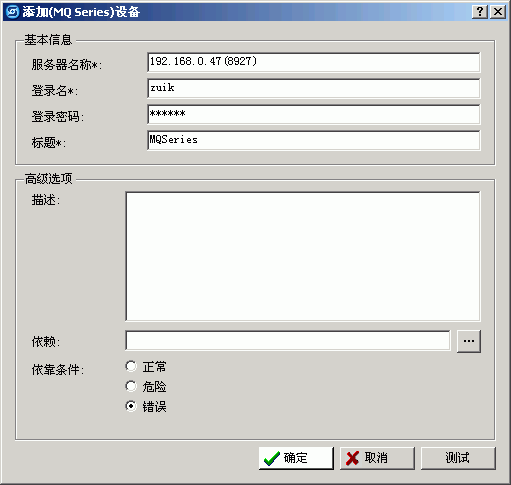 添加(MQ Series)设备
基本信息
服务器名称*: 192.168.0.47(8927)
登录名*: zuik
登录密码: ******
标题*: MQSeries
高级选项
描述:
依赖: ...
依靠条件: 正常
危险
错误
确定 取消 测试